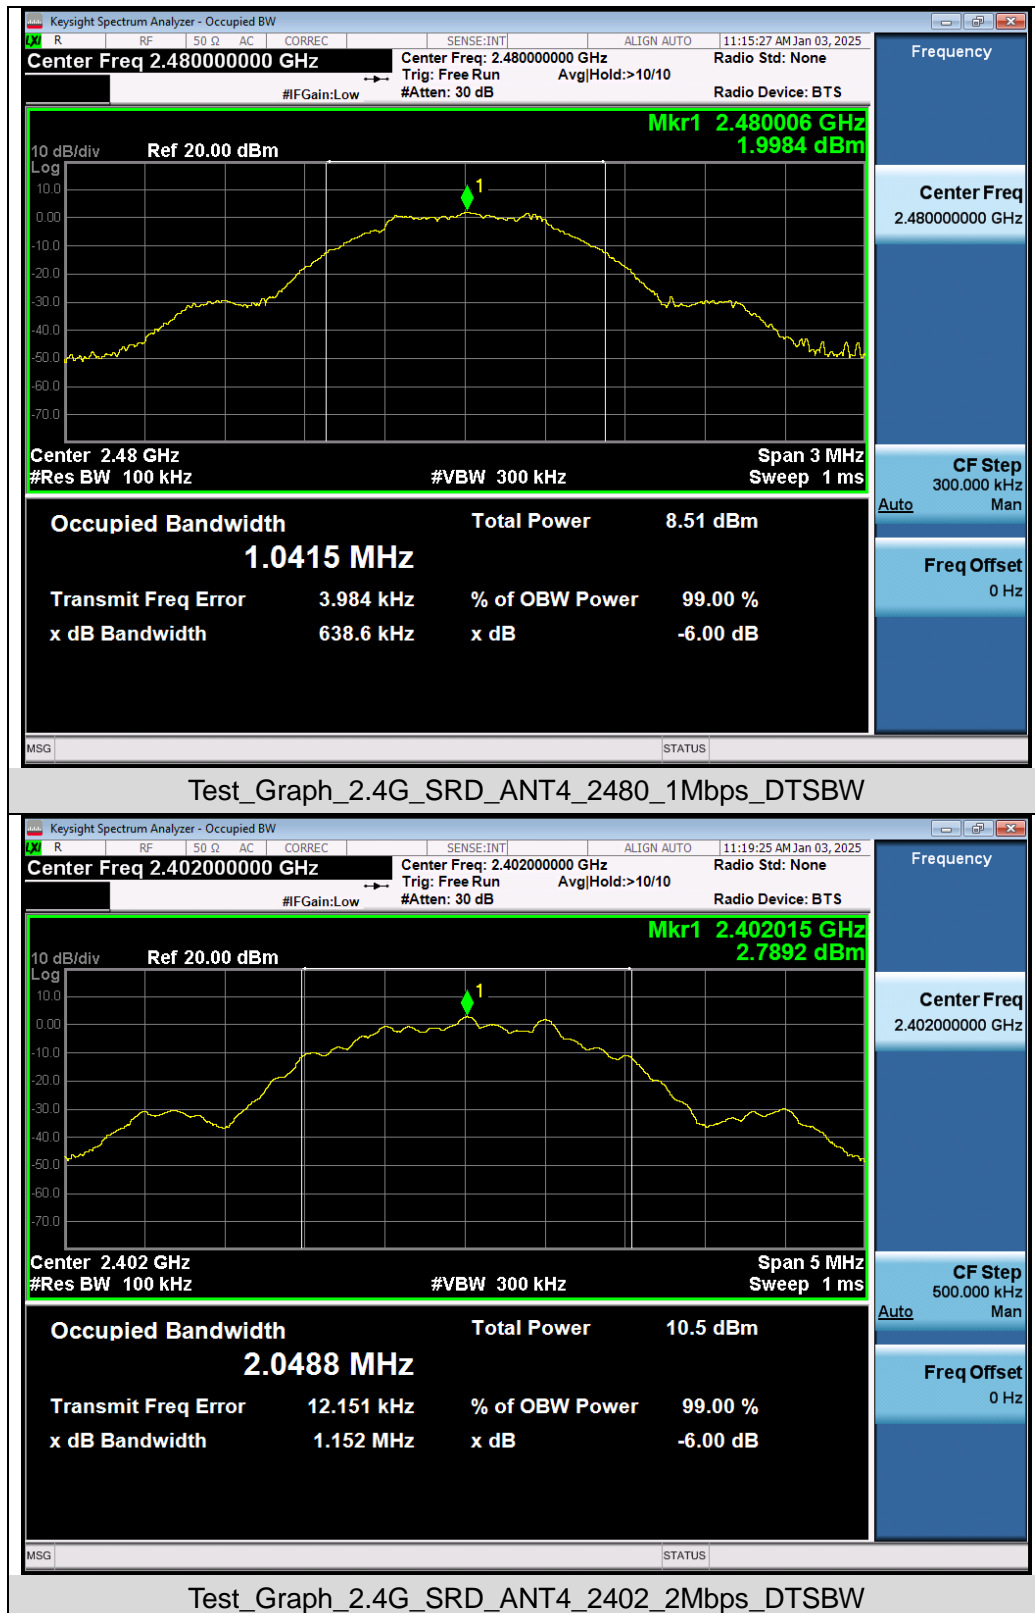 Keysight Spectrum Analyzer - Occupied BW
LXI R RF 50 Ω AC CORREC SENSE:INT ALIGN AUTO 11:15:27 AM Jan 03, 2025
Center Freq 2.480000000 GHz Center Freq: 2.480000000 GHz Radio Std: None
Trig: Free Run Avg|Hold:>10/10
#IFGain:Low #Atten: 30 dB Radio Device: BTS
Frequency
Mkr1 2.480006 GHz
1.9984 dBm
10 dB/div Ref 20.00 dBm
Log
10.0
0.00
-10.0
-20.0
-30.0
-40.0
-50.0
-60.0
-70.0
1
Center 2.48 GHz Span 3 MHz
#Res BW 100 kHz #VBW 300 kHz Sweep 1 ms
Center Freq
2.480000000 GHz
CF Step
300.000 kHz
Auto Man
Freq Offset
0 Hz
Occupied Bandwidth Total Power 8.51 dBm
1.0415 MHz
Transmit Freq Error 3.984 kHz % of OBW Power 99.00 %
x dB Bandwidth 638.6 kHz x dB -6.00 dB
MSG STATUS
Test_Graph_2.4G_SRD_ANT4_2480_1Mbps_DTSBW
Keysight Spectrum Analyzer - Occupied BW
LXI R RF 50 Ω AC CORREC SENSE:INT ALIGN AUTO 11:19:25 AM Jan 03, 2025
Center Freq 2.402000000 GHz Center Freq: 2.402000000 GHz Radio Std: None
Trig: Free Run Avg|Hold:>10/10
#IFGain:Low #Atten: 30 dB Radio Device: BTS
Frequency
Mkr1 2.402015 GHz
2.7892 dBm
10 dB/div Ref 20.00 dBm
Log
10.0
0.00
-10.0
-20.0
-30.0
-40.0
-50.0
-60.0
-70.0
1
Center 2.402 GHz Span 5 MHz
#Res BW 100 kHz #VBW 300 kHz Sweep 1 ms
Center Freq
2.402000000 GHz
CF Step
500.000 kHz
Auto Man
Freq Offset
0 Hz
Occupied Bandwidth Total Power 10.5 dBm
2.0488 MHz
Transmit Freq Error 12.151 kHz % of OBW Power 99.00 %
x dB Bandwidth 1.152 MHz x dB -6.00 dB
MSG STATUS
Test_Graph_2.4G_SRD_ANT4_2402_2Mbps_DTSBW